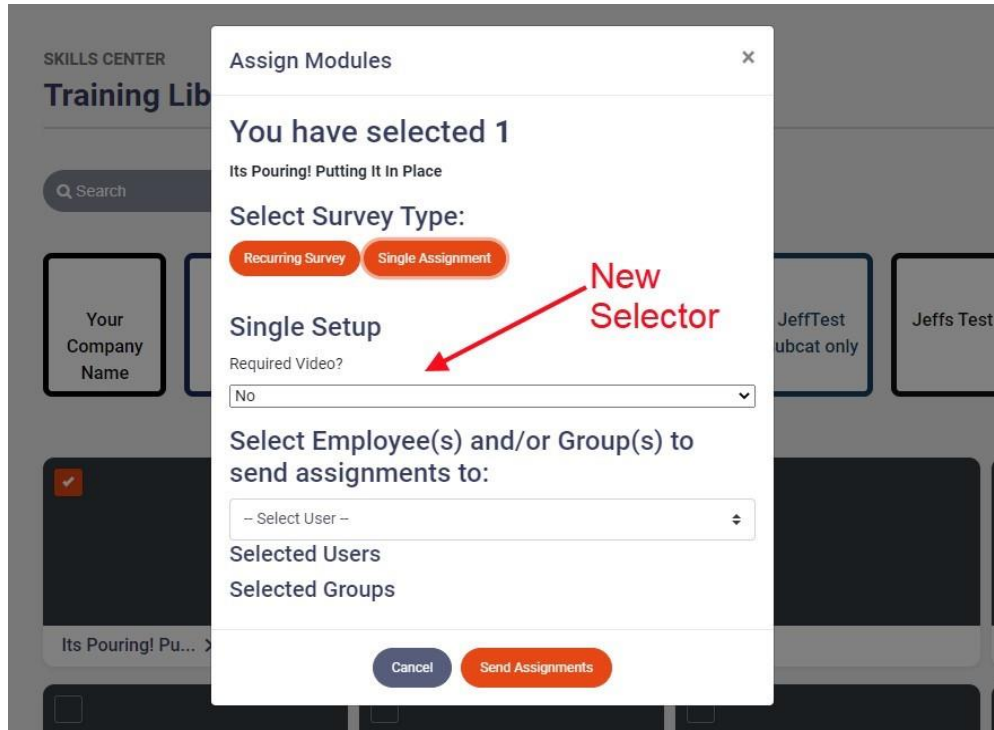 SKILLS CENTER
Training Lib
Search
Your
Company
Name
JeffTest
ubcat only
Jeffs Test
Assign Modules
×
You have selected 1
Its Pouring! Putting It In Place
Select Survey Type:
Recurring Survey
Single Assignment
New
Selector
Single Setup
Required Video?
No
Select Employee(s) and/or Group(s) to
send assignments to:
-- Select User --
Selected Users
Selected Groups
Its Pouring! Pu...
Cancel
Send Assignments